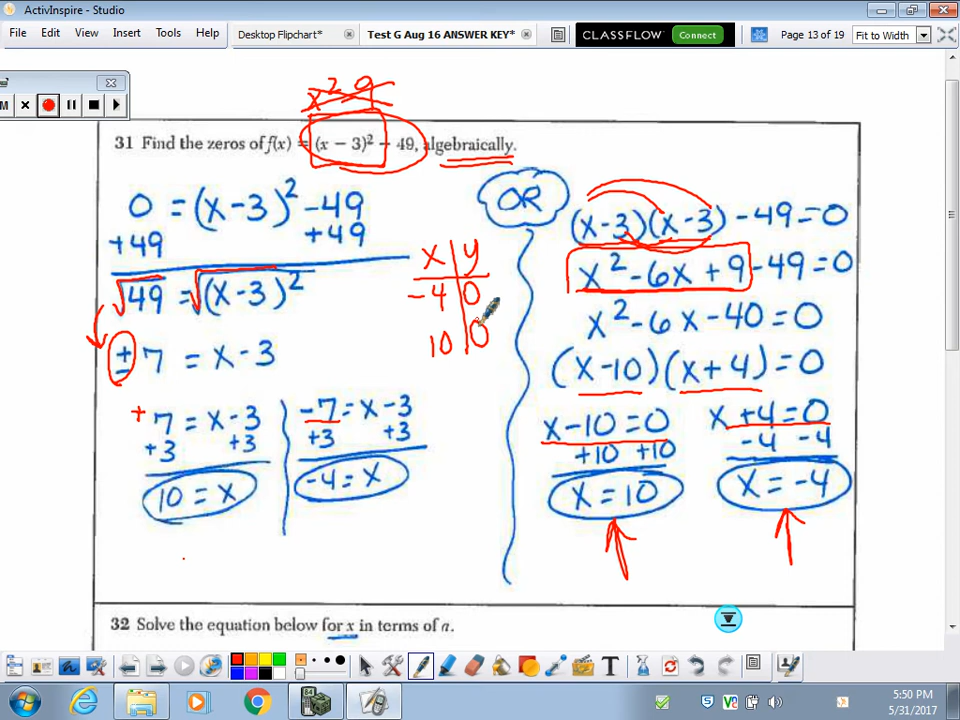 ActivInspire - Studio
File Edit View Insert Tools Help
Desktop Flipchart* Test G Aug 16 ANSWER KEY* CLASSFLOW Connect Page 13 of 19 Fit to Width
M
x² 9
31 Find the zeros of f(x) = (x − 3)² − 49, algebraically.
0 = (x-3)² -49
+49 +49
√49 = √(x-3)²
± 7 = x-3
+7 = x-3
+3 +3
10 = x
-7 = x-3
+3 +3
-4 = x
x y
-4 0
10 0
OR
(x-3)(x-3) -49 = 0
x² -6x +9 -49 = 0
x² -6x -40 = 0
(x-10)(x+4) = 0
x-10 = 0
+10 +10
x = 10
x+4 = 0
-4 -4
x = -4
32 Solve the equation below for x in terms of a.
5:50 PM
5/31/2017